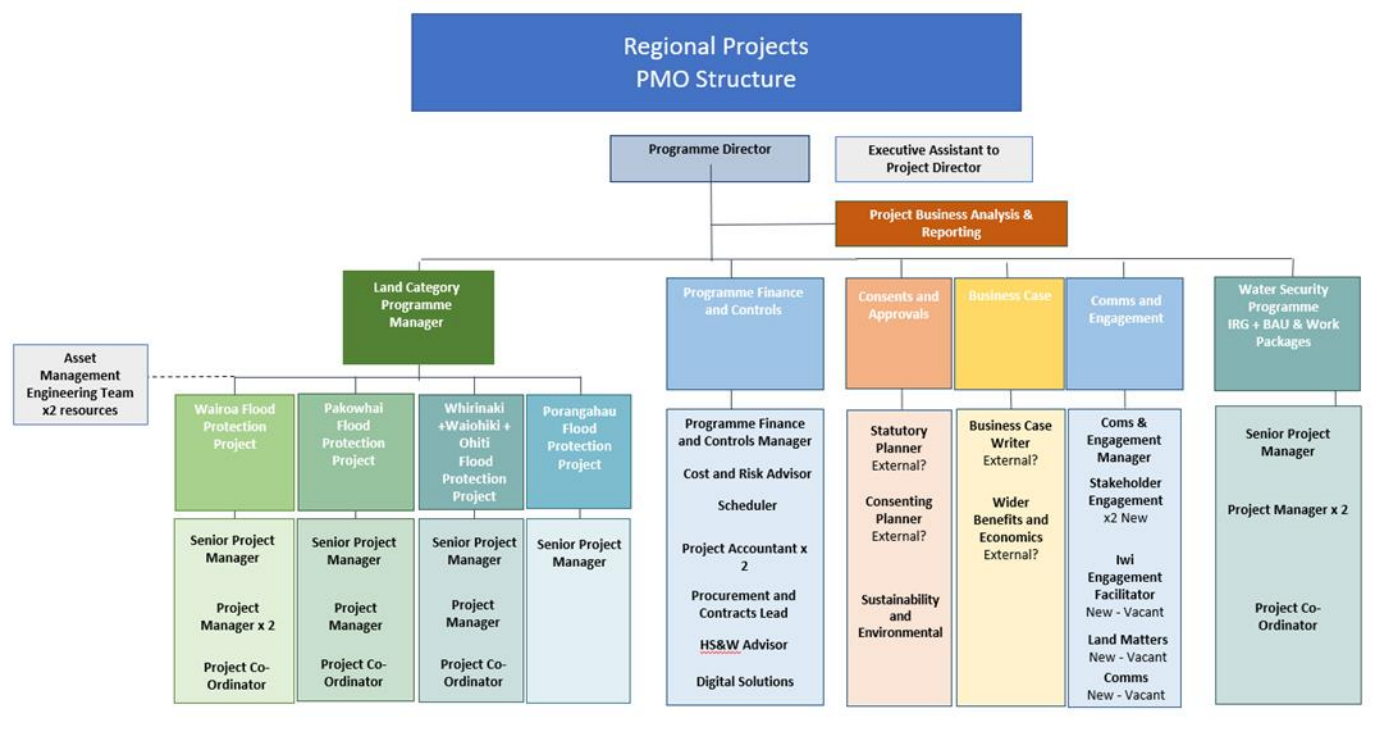 Regional Projects
PMO Structure
Programme Director
Executive Assistant to
Project Director
Project Business Analysis &
Reporting
Land Category
Programme
Manager
Programme Finance
and Controls
Consents and
Approvals
Business Case
Comms and
Engagement
Water Security
Programme
IRG + BAU & Work
Packages
Asset
Management
Engineering Team
x2 resources
Wairoa Flood
Protection
Project
Pakowhai
Flood
Protection
Project
Whirinaki
+Waiohiki +
Ohiti
Flood
Protection
Project
Porangahau
Flood
Protection
Project
Senior Project
Manager
Project
Manager x 2
Project Co-
Ordinator
Senior Project
Manager
Project
Manager
Project Co-
Ordinator
Senior Project
Manager
Project
Manager
Project Co-
Ordinator
Senior Project
Manager
Programme Finance
and Controls Manager
Cost and Risk Advisor
Scheduler
Project Accountant x
2
Procurement and
Contracts Lead
HS&W Advisor
Digital Solutions
Statutory
Planner
External?
Consenting
Planner
External?
Sustainability
and
Environmental
Business Case
Writer
External?
Wider
Benefits and
Economics
External?
Coms &
Engagement
Manager
Stakeholder
Engagement
x2 New
Iwi
Engagement
Facilitator
New - Vacant
Land Matters
New - Vacant
Comms
New - Vacant
Senior Project
Manager
Project Manager x 2
Project Co-
Ordinator